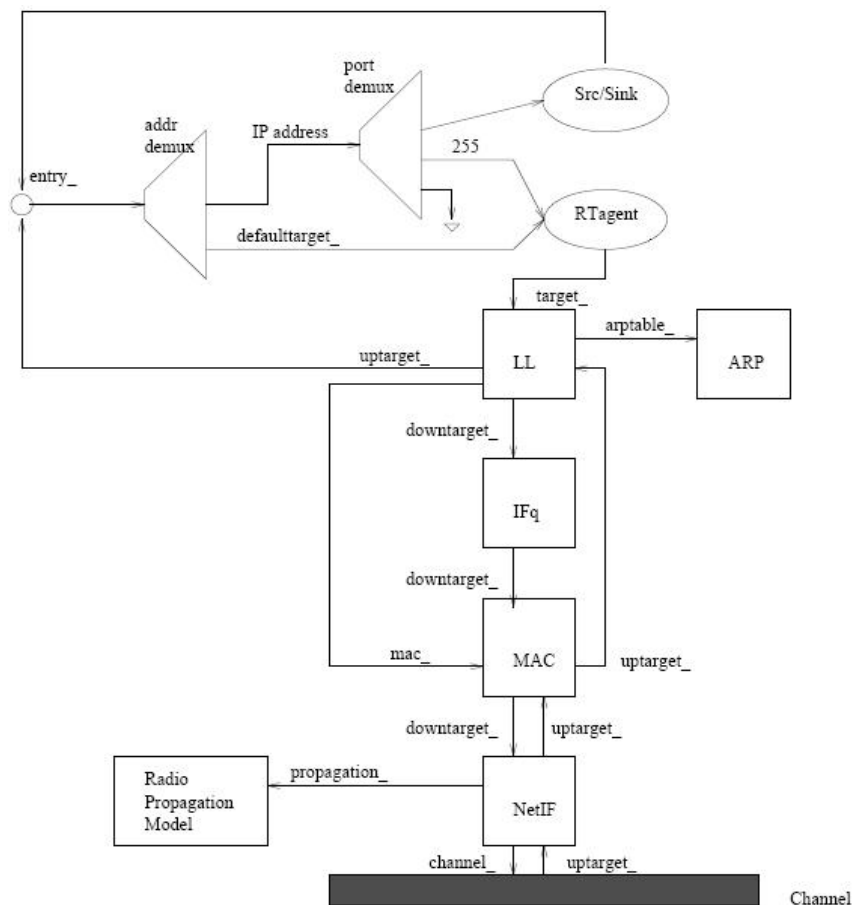 port
demux
Src/Sink
addr
demux
IP address
255
entry_
RTagent
defaulttarget_
target_
arptable_
uptarget_
LL
ARP
downtarget_
IFq
downtarget_
mac_
MAC
uptarget_
downtarget_
uptarget_
propagation_
Radio
Propagation
Model
NetIF
channel_
uptarget_
Channel